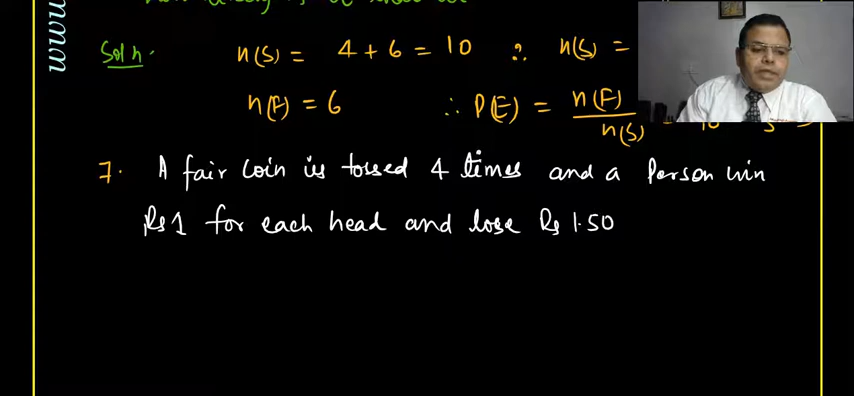 www
Soln.
n(S) = 4 + 6 = 10 ∴ n(S) =
n(F) = 6 ∴ P(E) = n(F)/n(S)
7. A fair coin is tossed 4 times and a Person win
Rs 1 for each head and lose Rs 1.50